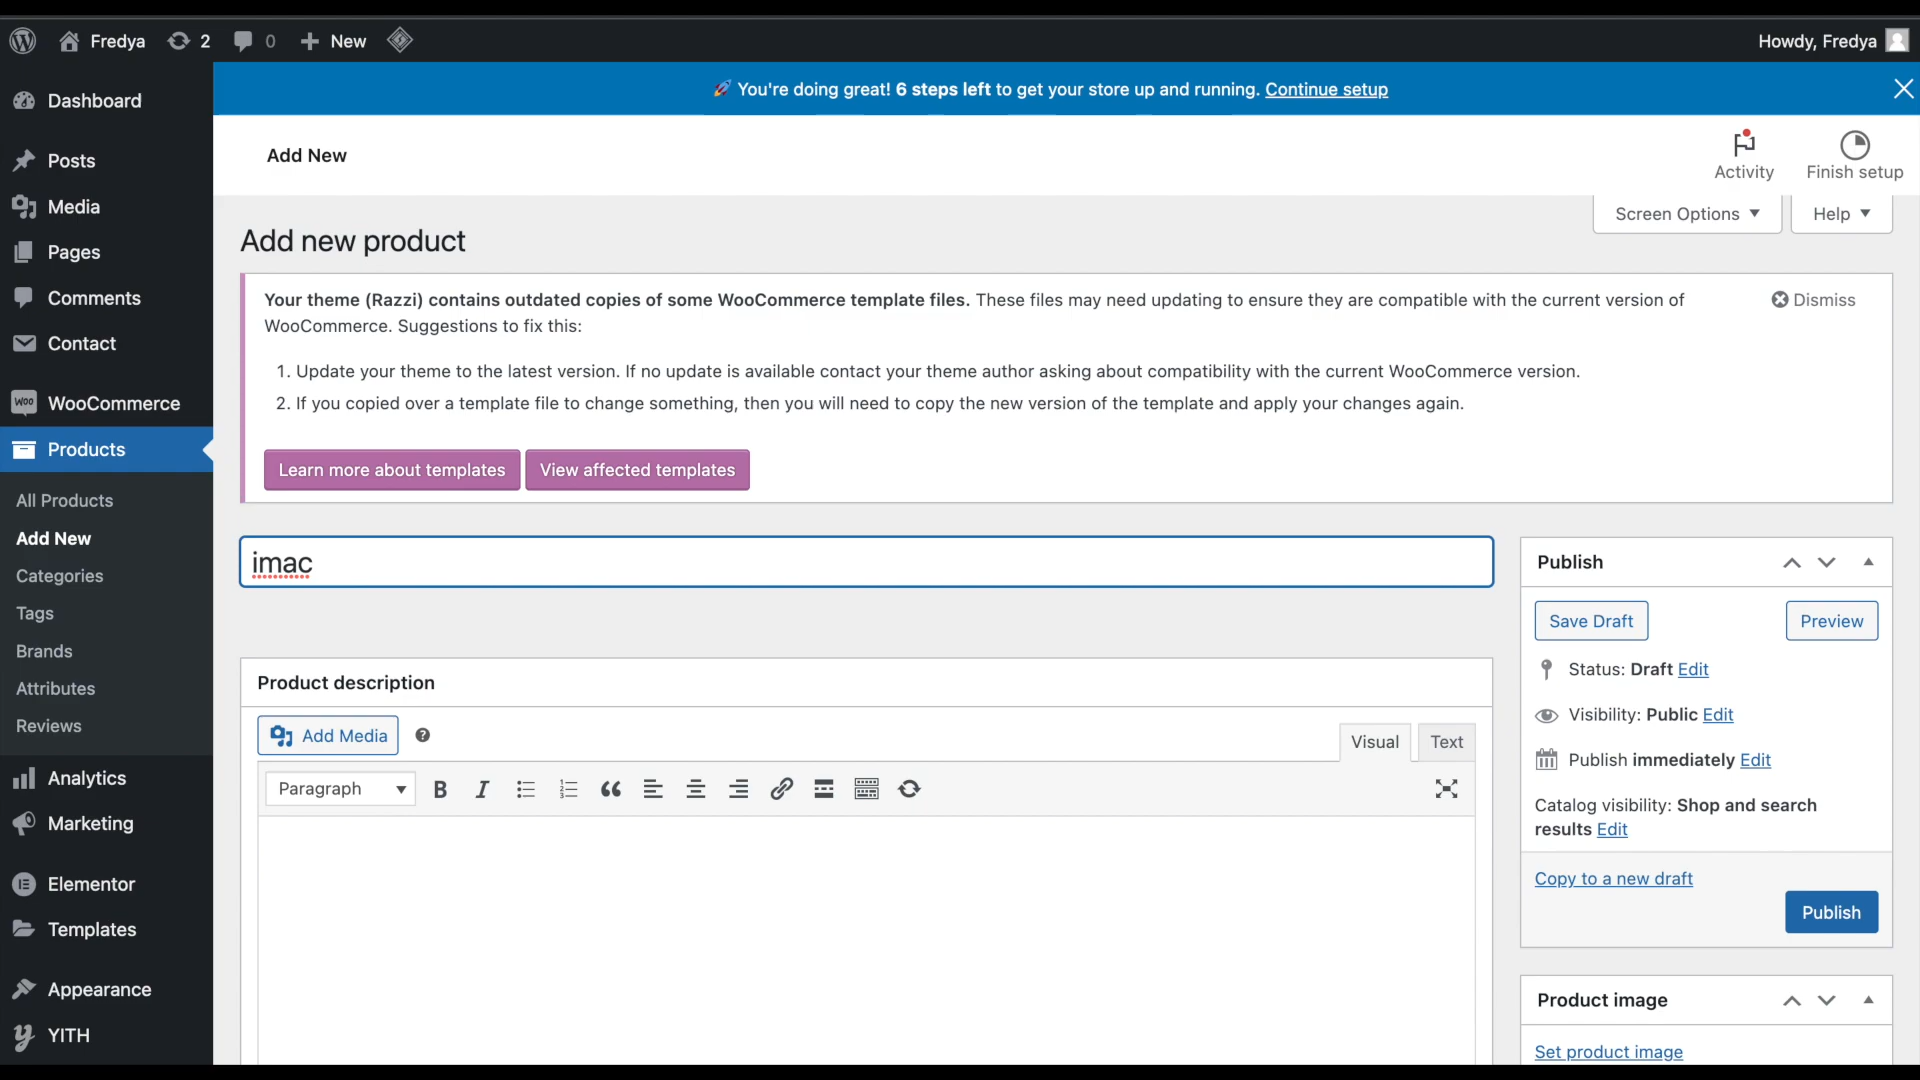 Fredya 2 0 New Howdy, Fredya
Dashboard
Posts
Media
Pages
Comments
Contact
WooCommerce
Products
All Products
Add New
Categories
Tags
Brands
Attributes
Reviews
Analytics
Marketing
Elementor
Templates
Appearance
YITH
🚀 You're doing great! 6 steps left to get your store up and running. Continue setup
Add New
Activity
Finish setup
Screen Options
Help
Add new product
Your theme (Razzi) contains outdated copies of some WooCommerce template files. These files may need updating to ensure they are compatible with the current version of
WooCommerce. Suggestions to fix this:
Dismiss
1. Update your theme to the latest version. If no update is available contact your theme author asking about compatibility with the current WooCommerce version.
2. If you copied over a template file to change something, then you will need to copy the new version of the template and apply your changes again.
Learn more about templates
View affected templates
imac
Product description
Add Media
Visual
Text
Paragraph
Publish
Save Draft
Preview
Status: Draft Edit
Visibility: Public Edit
Publish immediately Edit
Catalog visibility: Shop and search
results Edit
Copy to a new draft
Publish
Product image
Set product image